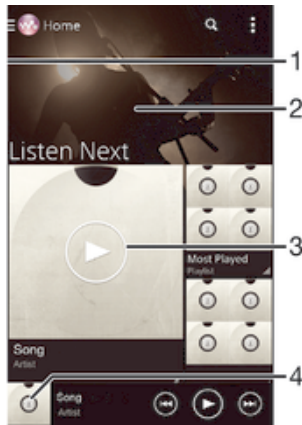 Home
1
2
Listen Next
3
Most Played
Playlist
Song
Artist
4
Song
Artist